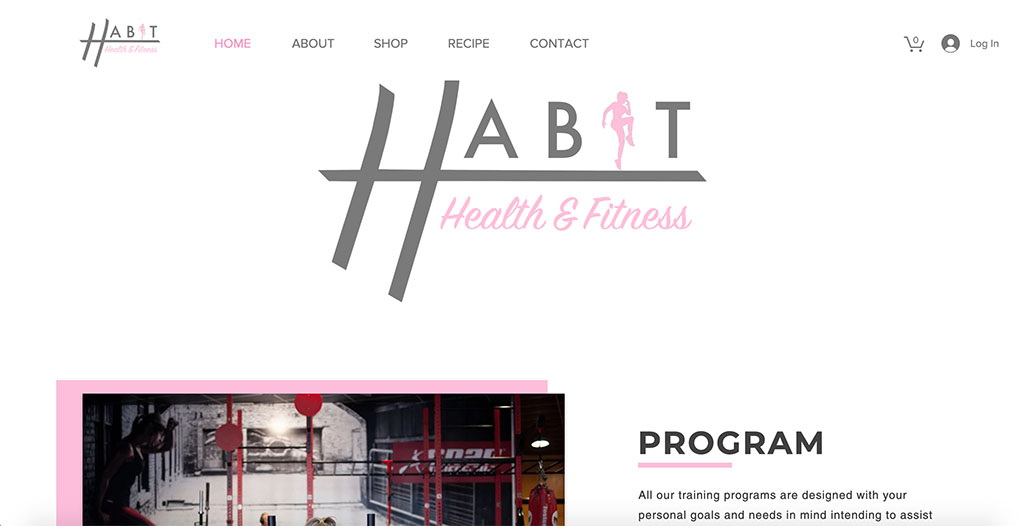 HABIT
Health & Fitness
HOME ABOUT SHOP RECIPE CONTACT
0
Log In
HABIT
Health & Fitness
PROGRAM
All our training programs are designed with your
personal goals and needs in mind intending to assist